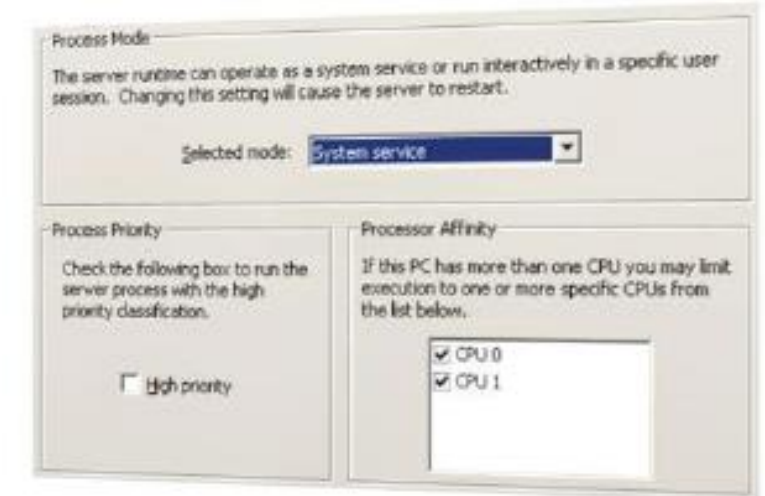 Process Mode
The server runtime can operate as a system service or run interactively in a specific user
session. Changing this setting will cause the server to restart.
Selected mode: System service
Process Priority
Check the following box to run the
server process with the high
priority classification.
High priority
Processor Affinity
If this PC has more than one CPU you may limit
execution to one or more specific CPUs from
the list below.
CPU 0
CPU 1